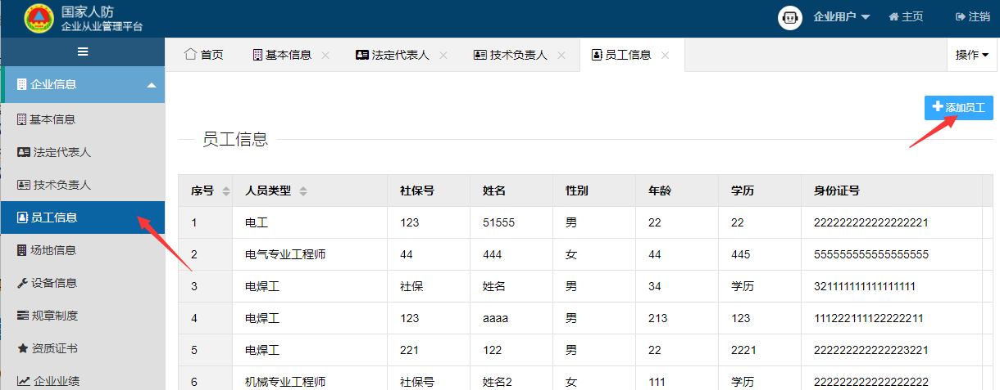 国家人防
企业从业管理平台
企业用户 主页 注销
首页 基本信息 法定代表人 技术负责人 员工信息 操作
企业信息
基本信息
法定代表人
技术负责人
员工信息
场地信息
设备信息
规章制度
资质证书
企业业绩
添加员工
员工信息
序号 人员类型 社保号 姓名 性别 年龄 学历 身份证号
1 电工 123 51555 男 22 22 222222222222222221
2 电气专业工程师 44 444 女 44 445 555555555555555555
3 电焊工 社保 姓名 男 34 学历 321111111111111111
4 电焊工 123 aaaa 男 213 123 111222111122222211
5 电焊工 221 122 男 22 2221 222222222222223221
6 机械专业工程师 社保号 姓名2 女 111 学历 222222222222222222